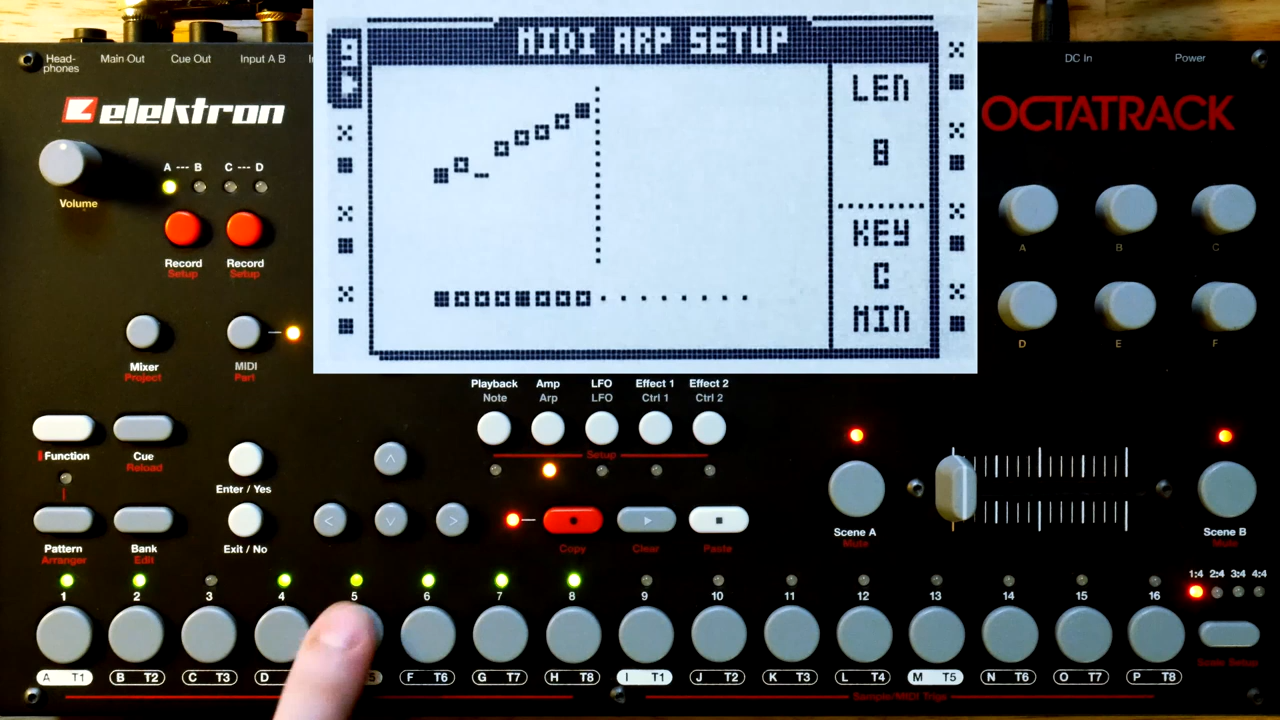 MIDI ARP SETUP
9
LEN
8
KEY
C
MIN
Head-
phones
Main Out
Cue Out
Input A B
DC In
Power
elektron
OCTATRACK
A --- B
C --- D
Volume
Record
Setup
Record
Setup
A
B
C
D
E
F
Mixer
Project
MIDI
Part
Playback
Note
Amp
Arp
LFO
LFO
Effect 1
Ctrl 1
Effect 2
Ctrl 2
Setup
Function
Cue
Reload
Enter / Yes
Exit / No
Pattern
Arranger
Bank
Edit
Copy
Clear
Paste
Scene A
Mute
Scene B
Mute
1:4 2:4 3:4 4:4
1 2 3 4 5 6 7 8 9 10 11 12 13 14 15 16
A T1
B T2
C T3
D
F T6
G T7
H T8
I T1
J T2
K T3
L T4
M T5
N T6
O T7
P T8
Scale Setup
Sample/MIDI Trigs